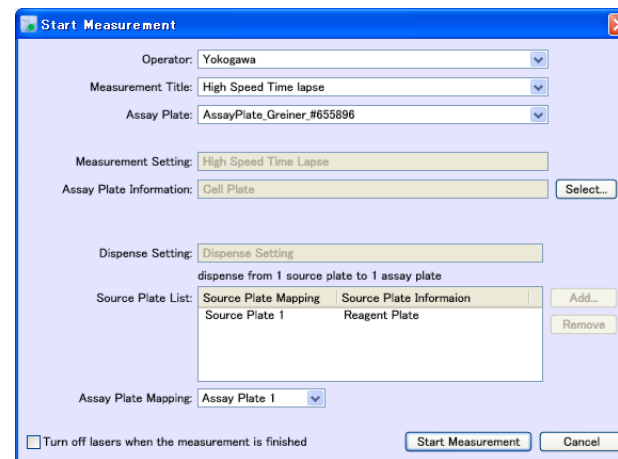 Start Measurement
Operator: Yokogawa
Measurement Title: High Speed Time lapse
Assay Plate: AssayPlate_Greiner_#655896
Measurement Setting: High Speed Time Lapse
Assay Plate Information: Cell Plate Select...
Dispense Setting: Dispense Setting
dispense from 1 source plate to 1 assay plate
Source Plate List: Source Plate Mapping Source Plate Informaion Add...
Source Plate 1 Reagent Plate Remove
Assay Plate Mapping: Assay Plate 1
Turn off lasers when the measurement is finished Start Measurement Cancel